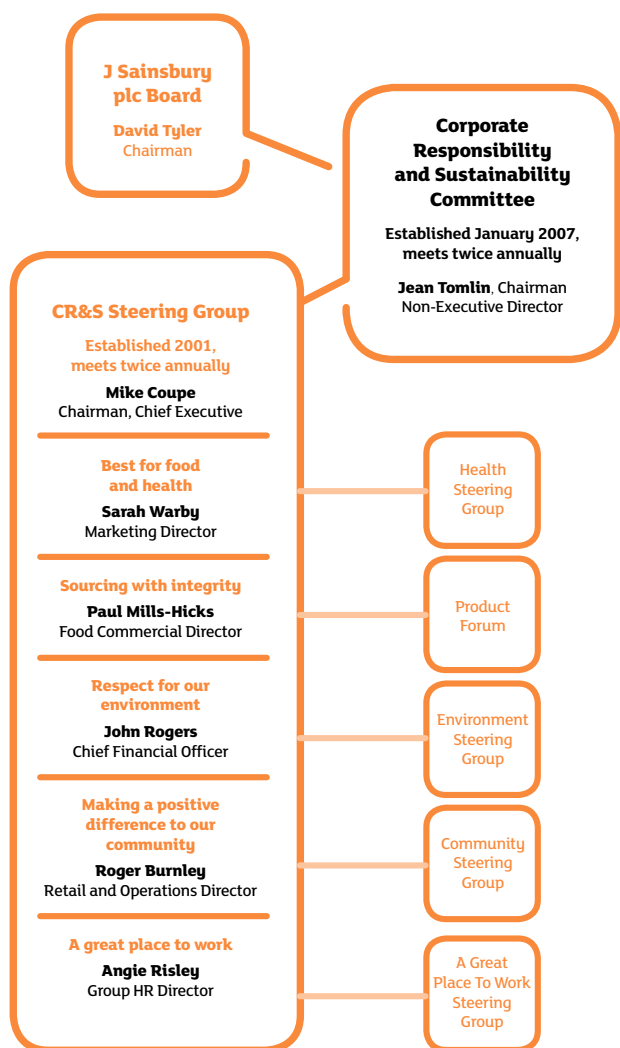 J Sainsbury
plc Board
David Tyler
Chairman
Corporate
Responsibility
and Sustainability
Committee
Established January 2007,
meets twice annually
Jean Tomlin, Chairman
Non-Executive Director
CR&S Steering Group
Established 2001,
meets twice annually
Mike Coupe
Chairman, Chief Executive
Best for food
and health
Sarah Warby
Marketing Director
Health
Steering
Group
Sourcing with integrity
Paul Mills-Hicks
Food Commercial Director
Product
Forum
Respect for our
environment
John Rogers
Chief Financial Officer
Environment
Steering
Group
Making a positive
difference to our
community
Roger Burnley
Retail and Operations Director
Community
Steering
Group
A great place to work
Angie Risley
Group HR Director
A Great
Place To Work
Steering
Group